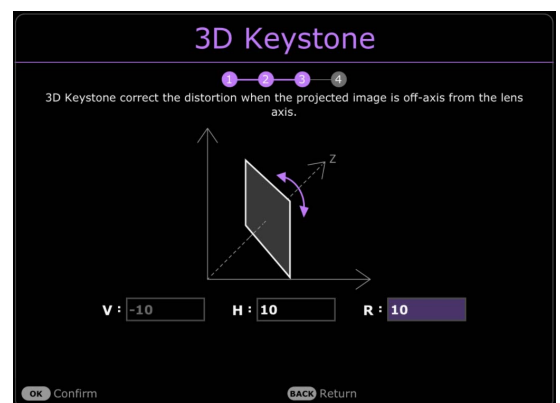 3D Keystone
1 2 3 4
3D Keystone correct the distortion when the projected image is off-axis from the lens
axis.
Z
V : -10 H : 10 R : 10
OK Confirm BACK Return